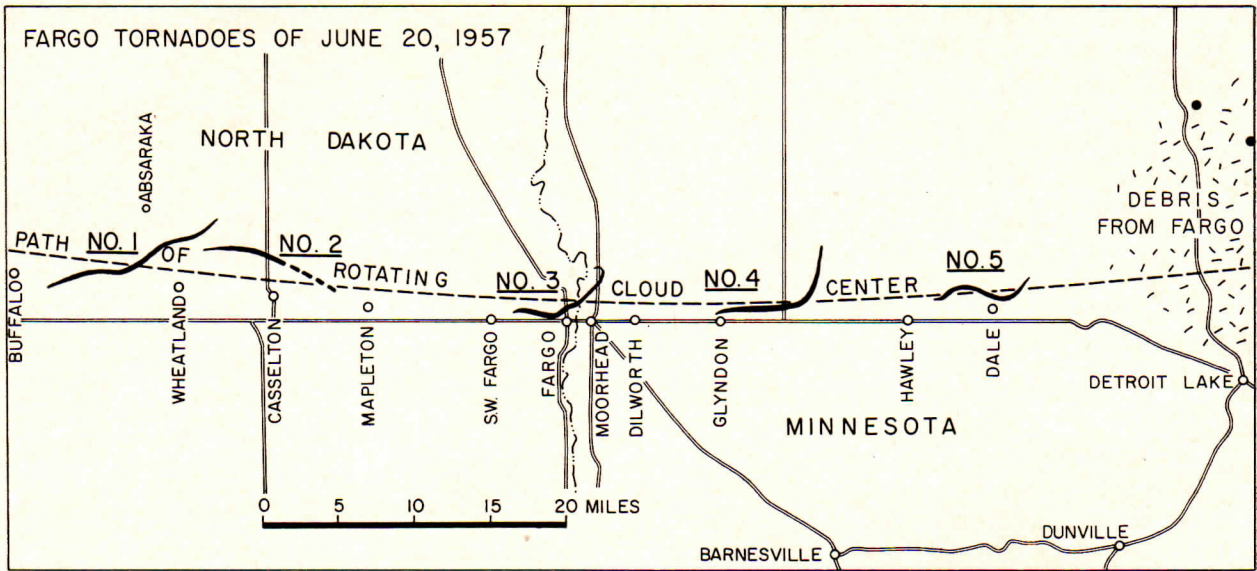 FARGO TORNADOES OF JUNE 20, 1957
ABSARAKA
NORTH DAKOTA
DEBRIS
FROM FARGO
PATH OF ROTATING CLOUD CENTER
NO. 1
NO. 2
NO. 3
NO. 4
NO. 5
BUFFALO
WHEATLAND
CASSELTON
MAPLETON
S.W. FARGO
FARGO
MOORHEAD
DILWORTH
GLYNDON
HAWLEY
DALE
DETROIT LAKE
MINNESOTA
0 5 10 15 20 MILES
BARNESVILLE
DUNVILLE